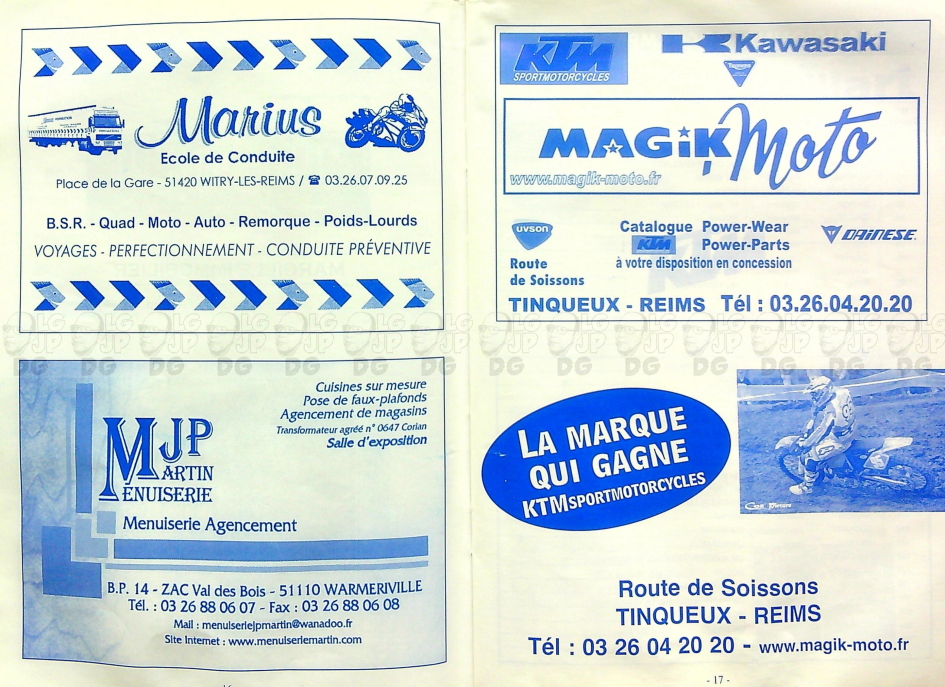 Marius
Ecole de Conduite
Place de la Gare - 51420 WITRY-LES-REIMS / ☎ 03.26.07.09.25
B.S.R. - Quad - Moto - Auto - Remorque - Poids-Lourds
VOYAGES - PERFECTIONNEMENT - CONDUITE PRÉVENTIVE
Cuisines sur mesure
Pose de faux-plafonds
Agencement de magasins
Transformateur agréé n° 0647 Corian
Salle d'exposition
MJP
MARTIN
MENUISERIE
Menuiserie Agencement
B.P. 14 - ZAC Val des Bois - 51110 WARMERIVILLE
Tél. : 03 26 88 06 07 - Fax : 03 26 88 06 08
Mail : menuiseriejpmartin@wanadoo.fr
Site Internet : www.menuiseriemartin.com
KTM
SPORTMOTORCYCLES
Kawasaki
TRIUMPH
MAGIK Moto
www.magik-moto.fr
uvson
Catalogue Power-Wear
KTM Power-Parts
à votre disposition en concession
DAINESE
Route
de Soissons
TINQUEUX - REIMS Tél : 03.26.04.20.20
LA MARQUE
QUI GAGNE
KTMSPORTMOTORCYCLES
Route de Soissons
TINQUEUX - REIMS
Tél : 03 26 04 20 20 - www.magik-moto.fr
- 17 -